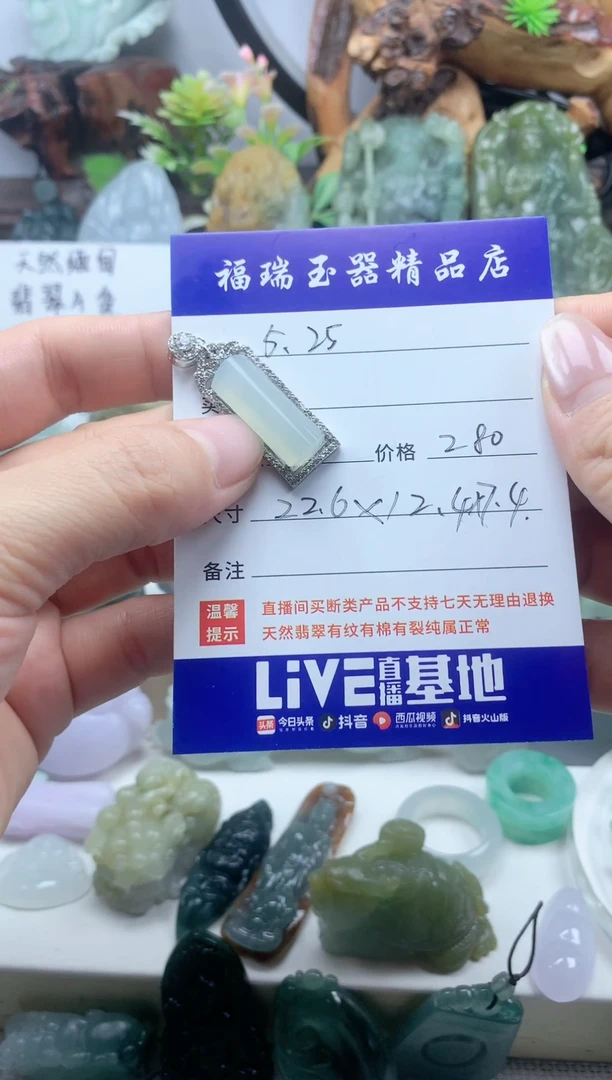 天然缅甸
翡翠A货
福瑞玉器精品店
5.25
价格 280
寸 22.6×12.4×7.4
备注
温馨提示
直播间买断类产品不支持七天无理由退换
天然翡翠有纹有棉有裂纯属正常
LiVE直播基地
头条 今日头条 抖音 西瓜视频 抖音火山版